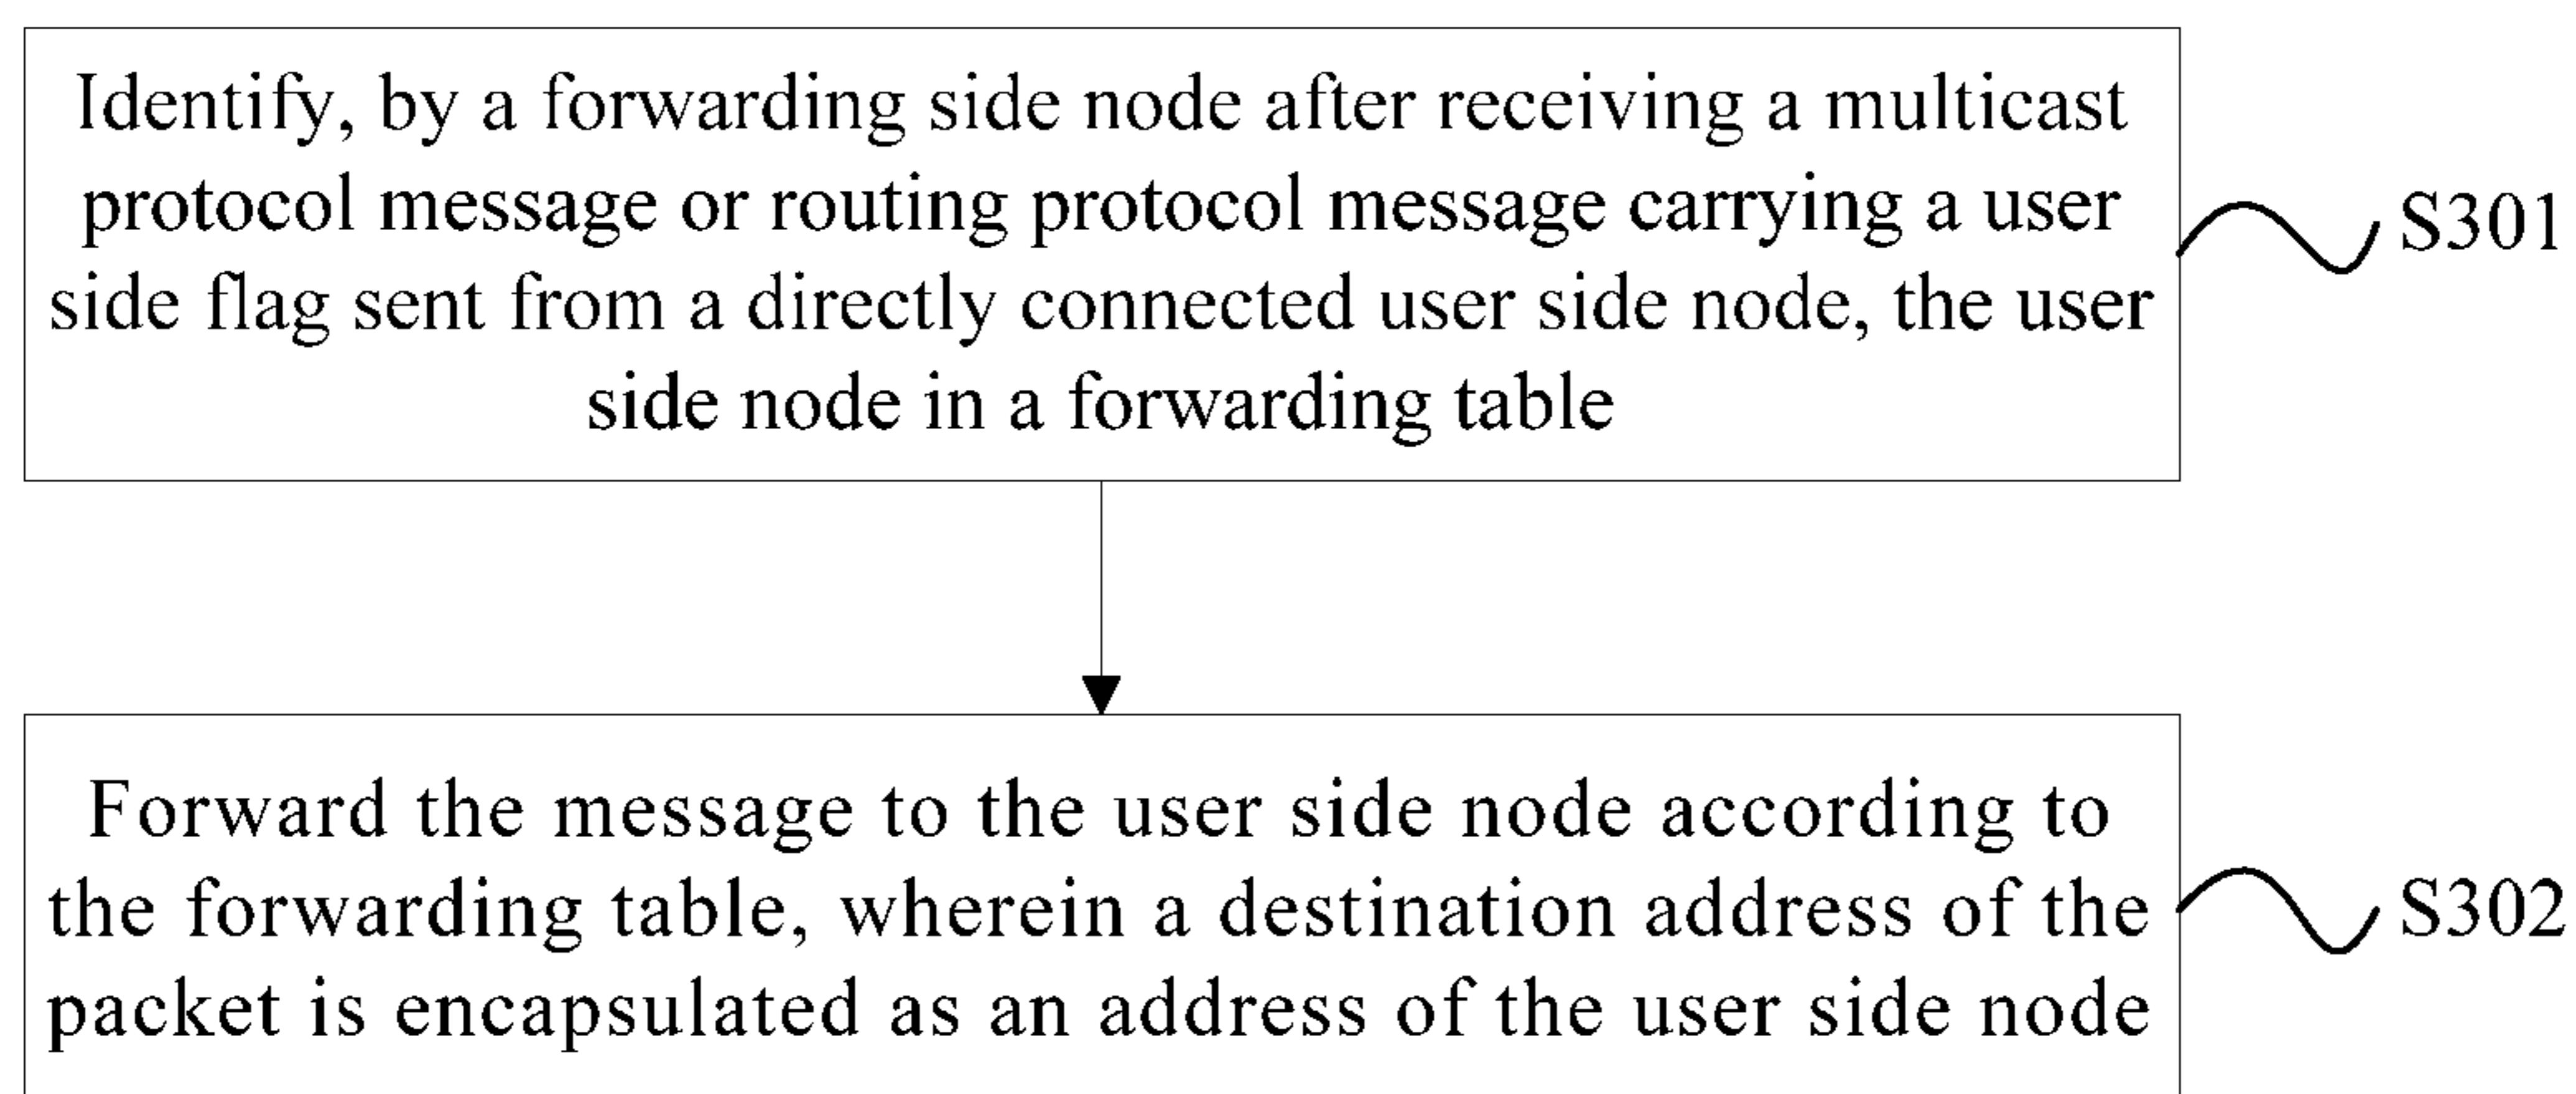 Identify, by a forwarding side node after receiving a multicast
protocol message or routing protocol message carrying a user
side flag sent from a directly connected user side node, the user
side node in a forwarding table
S301
Forward the message to the user side node according to
the forwarding table, wherein a destination address of the
packet is encapsulated as an address of the user side node
S302